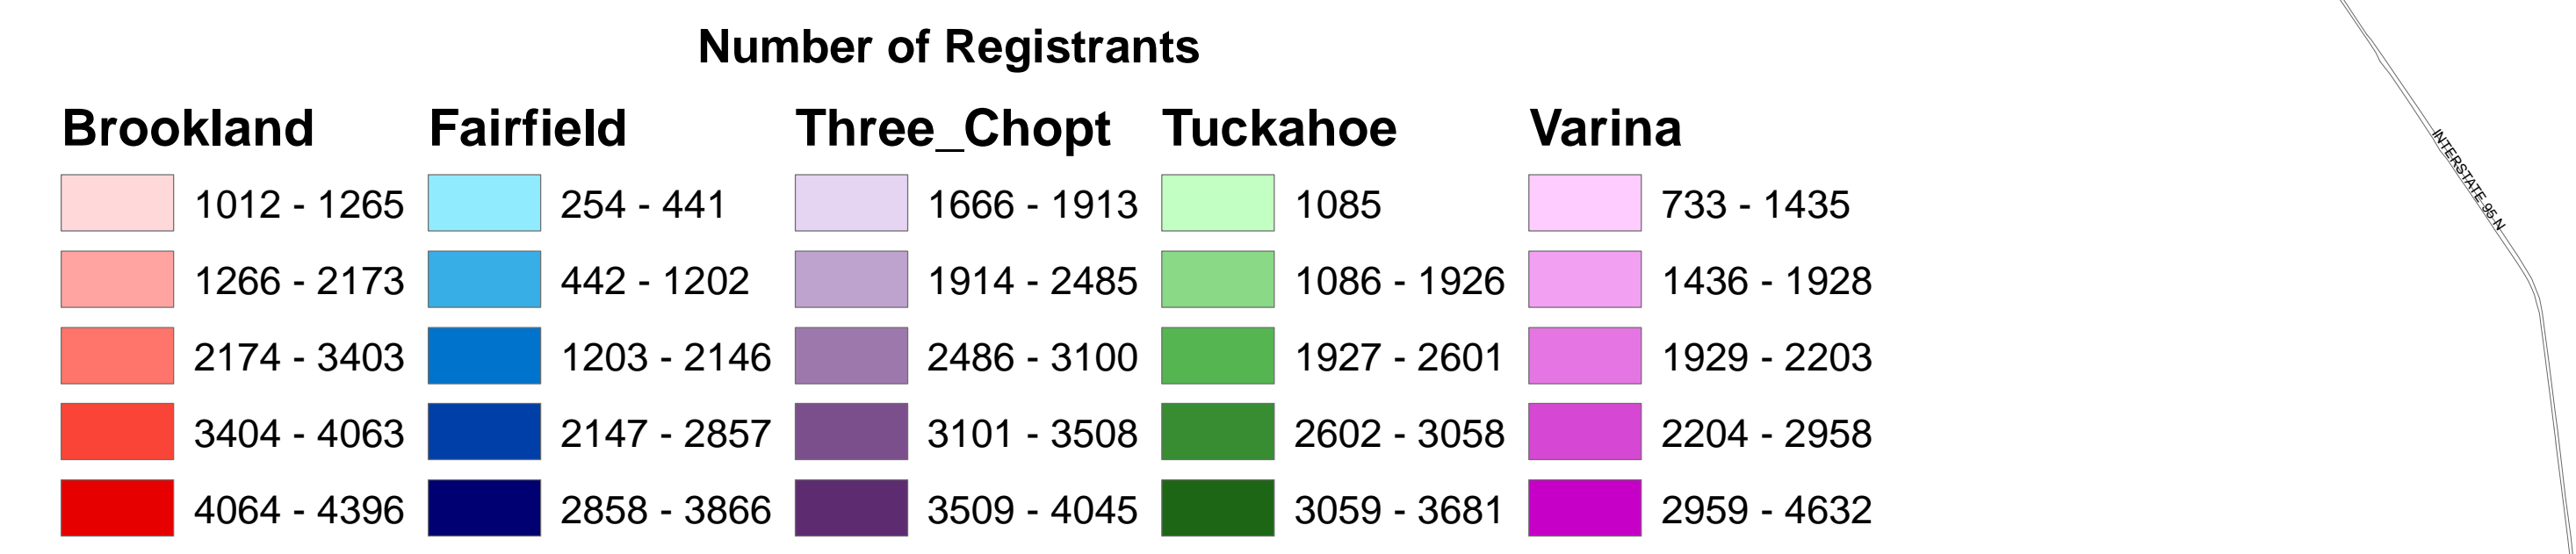 Number of Registrants
Brookland Fairfield Three_Chopt Tuckahoe Varina
1012 - 1265 254 - 441 1666 - 1913 1085 733 - 1435
1266 - 2173 442 - 1202 1914 - 2485 1086 - 1926 1436 - 1928
2174 - 3403 1203 - 2146 2486 - 3100 1927 - 2601 1929 - 2203
3404 - 4063 2147 - 2857 3101 - 3508 2602 - 3058 2204 - 2958
4064 - 4396 2858 - 3866 3509 - 4045 3059 - 3681 2959 - 4632
INTERSTATE 95 N